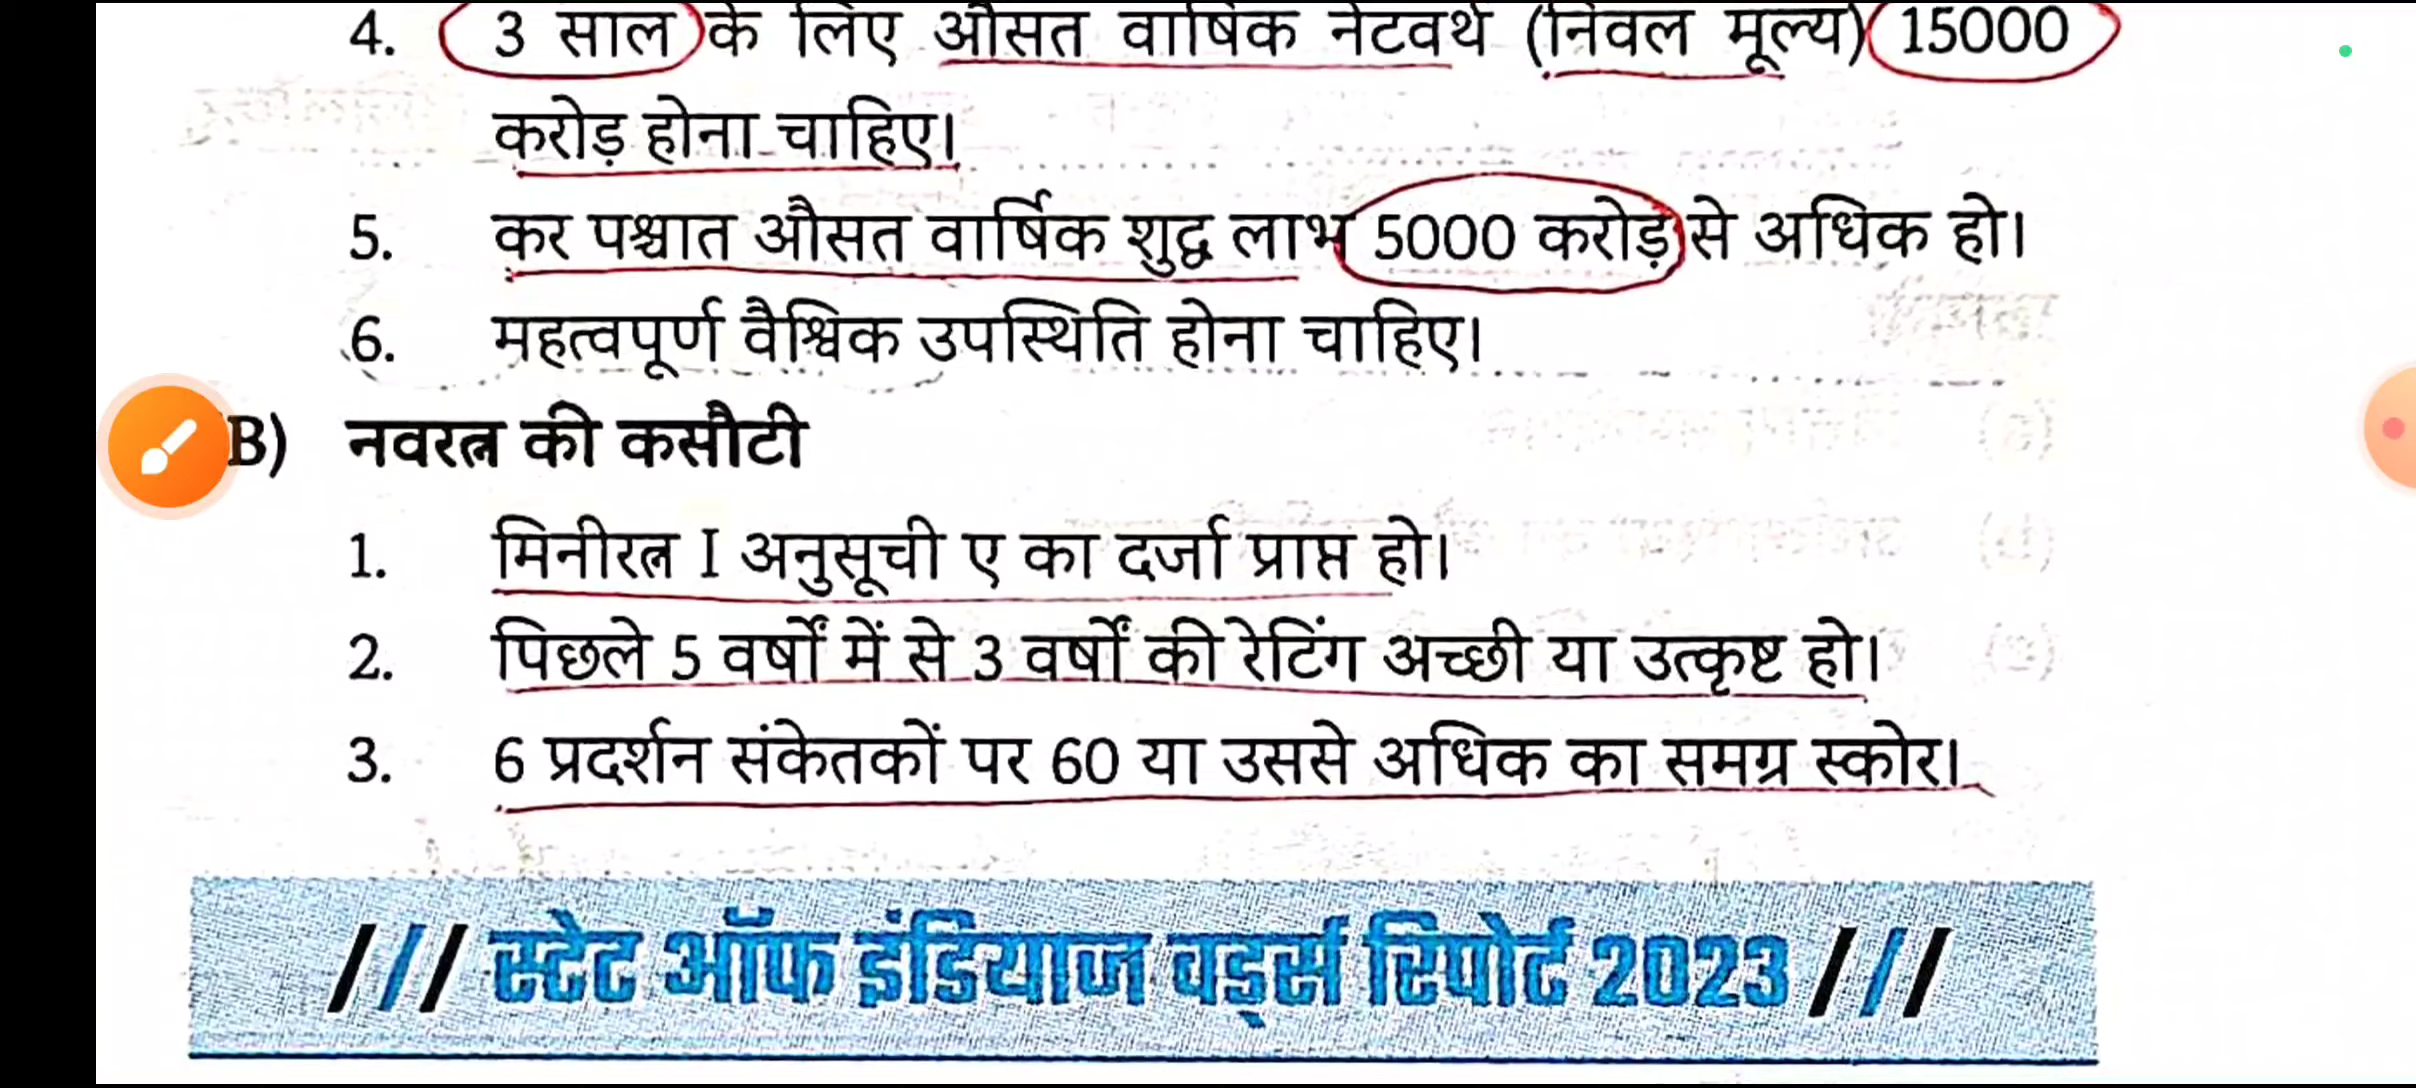 4. 3 साल के लिए औसत वार्षिक नेटवर्थ (निवल मूल्य) 15000
करोड़ होना चाहिए।
5. कर पश्चात औसत वार्षिक शुद्ध लाभ 5000 करोड़ से अधिक हो।
6. महत्वपूर्ण वैश्विक उपस्थिति होना चाहिए।
B) नवरत्न की कसौटी
1. मिनीरत्न I अनुसूची ए का दर्जा प्राप्त हो।
2. पिछले 5 वर्षों में से 3 वर्षों की रेटिंग अच्छी या उत्कृष्ट हो।
3. 6 प्रदर्शन संकेतकों पर 60 या उससे अधिक का समग्र स्कोर।
/// स्टेट ऑफ इंडियाज वर्ड्स रिपोर्ट 2023 ///